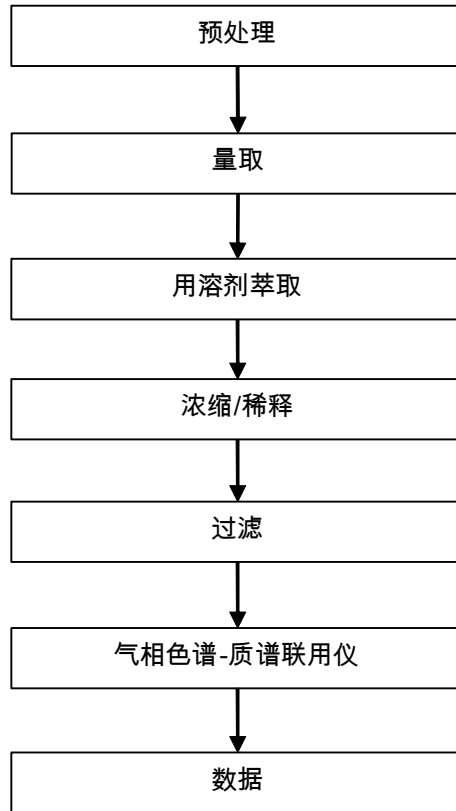 预处理
量取
用溶剂萃取
浓缩/稀释
过滤
气相色谱-质谱联用仪
数据